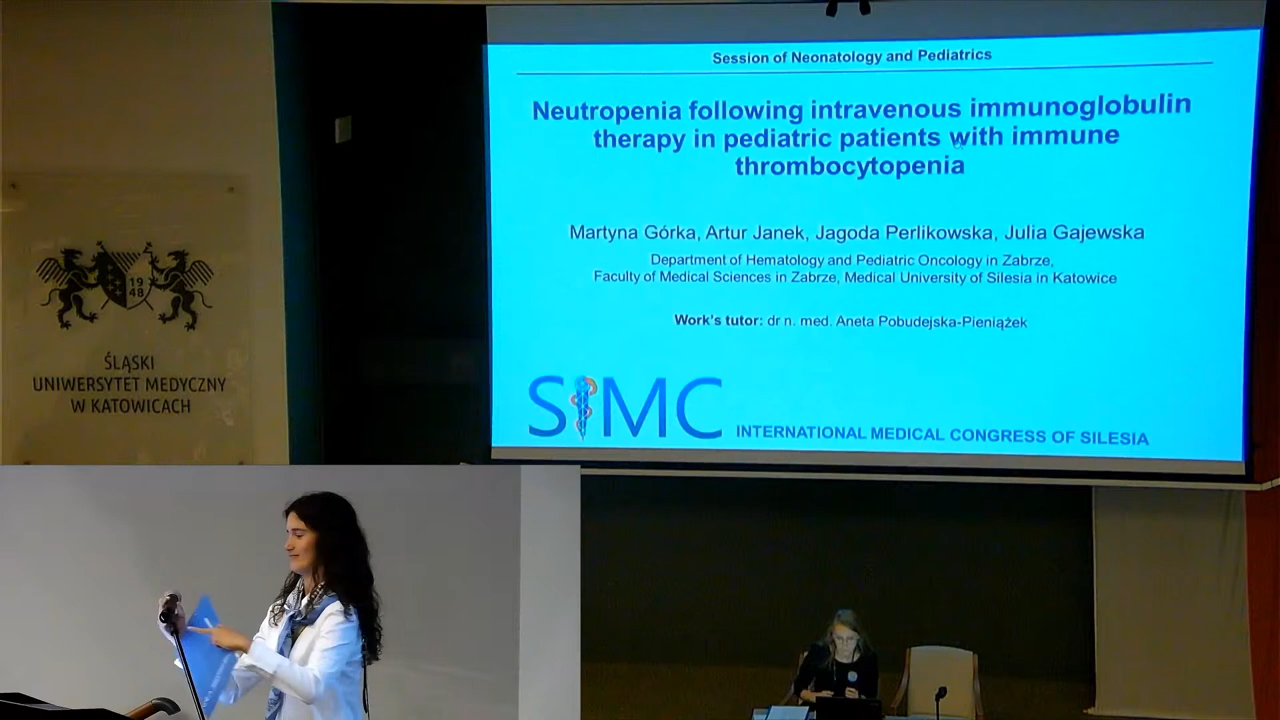 Session of Neonatology and Pediatrics
Neutropenia following intravenous immunoglobulin
therapy in pediatric patients with immune
thrombocytopenia
Martyna Górka, Artur Janek, Jagoda Perlikowska, Julia Gajewska
Department of Hematology and Pediatric Oncology in Zabrze,
Faculty of Medical Sciences in Zabrze, Medical University of Silesia in Katowice
Work's tutor: dr n. med. Aneta Pobudejska-Pieniążek
SIMC
INTERNATIONAL MEDICAL CONGRESS OF SILESIA
19
48
ŚLĄSKI
UNIWERSYTET MEDYCZNY
W KATOWICACH